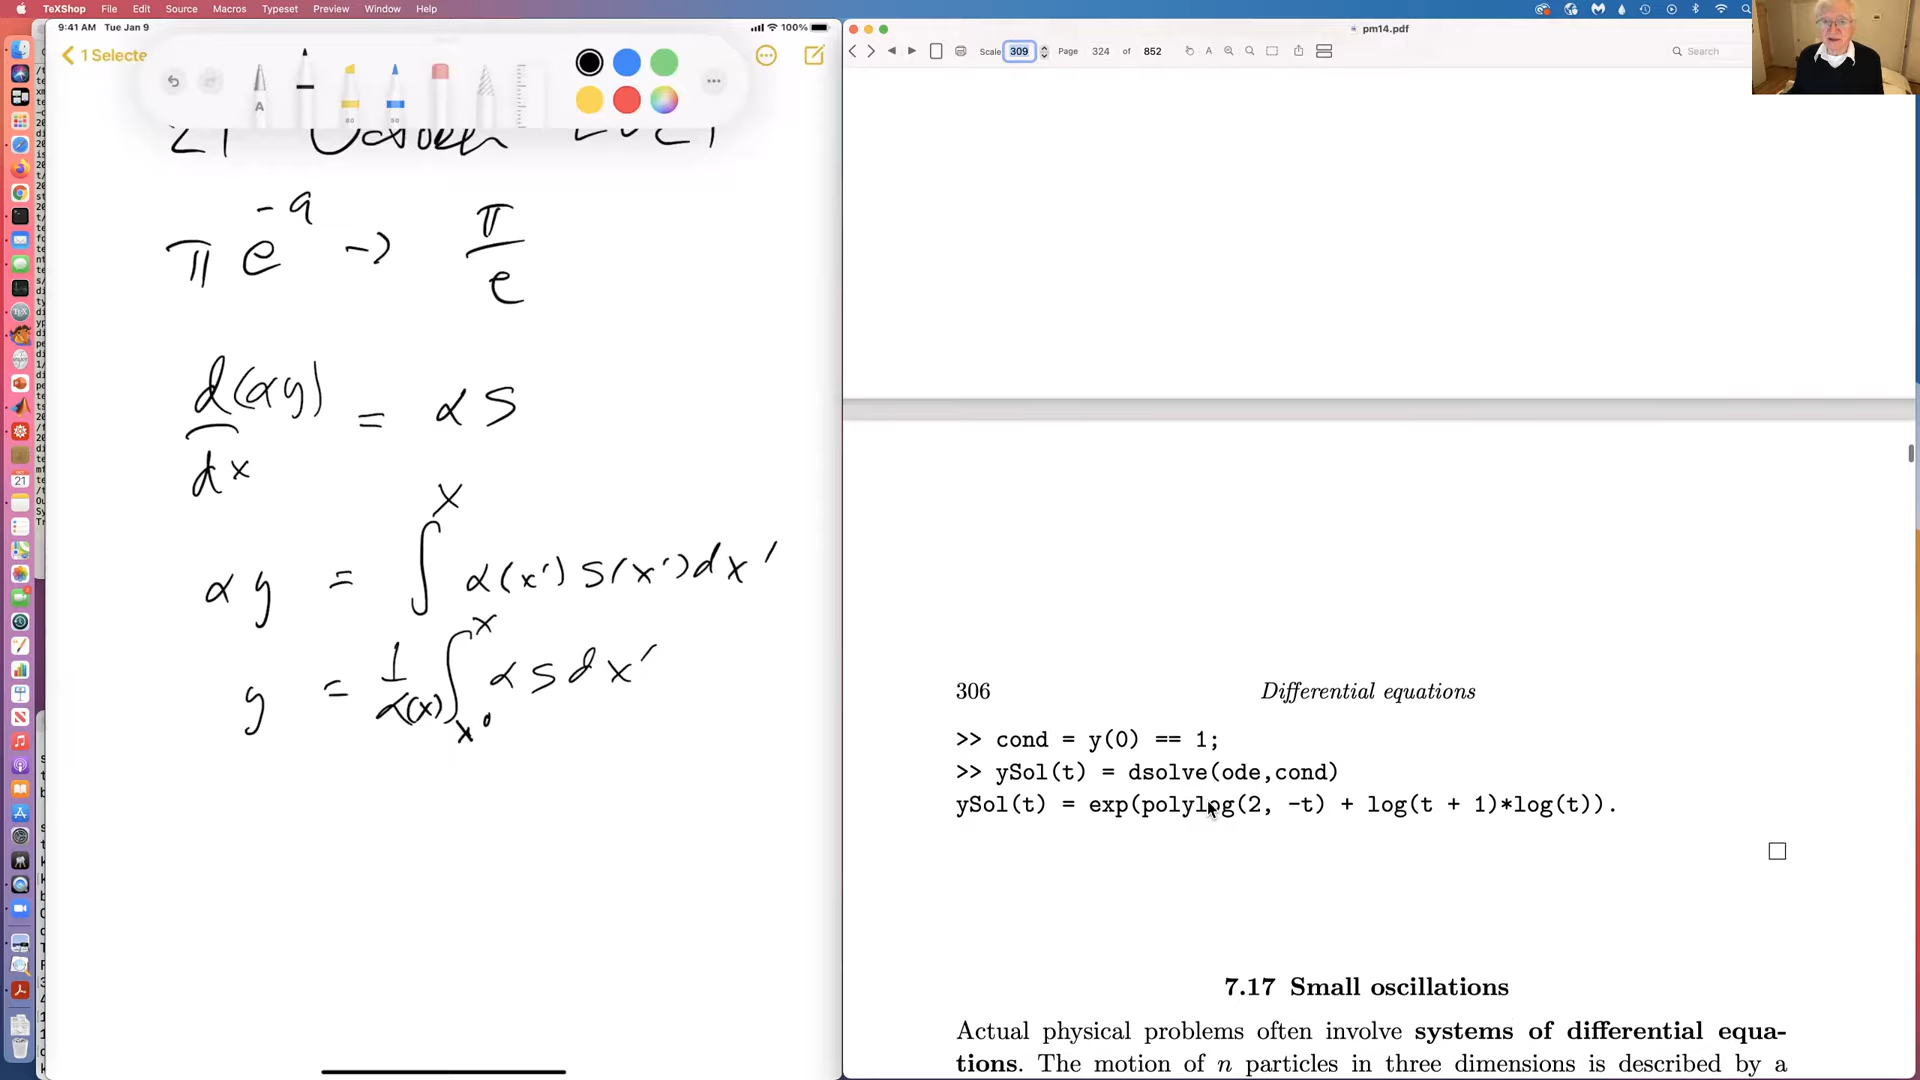 TeXShop File Edit Source Macros Typeset Preview Window Help
9:41 AM Tue Jan 9
100%
1 Selecte
21 October 2021
π e^{-a} → π/e
d(αy)/dx = α s
α y = ∫^x α(x′) s(x′) dx′
y = 1/α(x) ∫_{x⁰}^x α s dx′
pm14.pdf
Scale 309 Page 324 of 852
Search
306 Differential equations
>> cond = y(0) == 1;
>> ySol(t) = dsolve(ode,cond)
ySol(t) = exp(polylog(2, -t) + log(t + 1)*log(t)).
7.17 Small oscillations
Actual physical problems often involve systems of differential equa-
tions. The motion of n particles in three dimensions is described by a